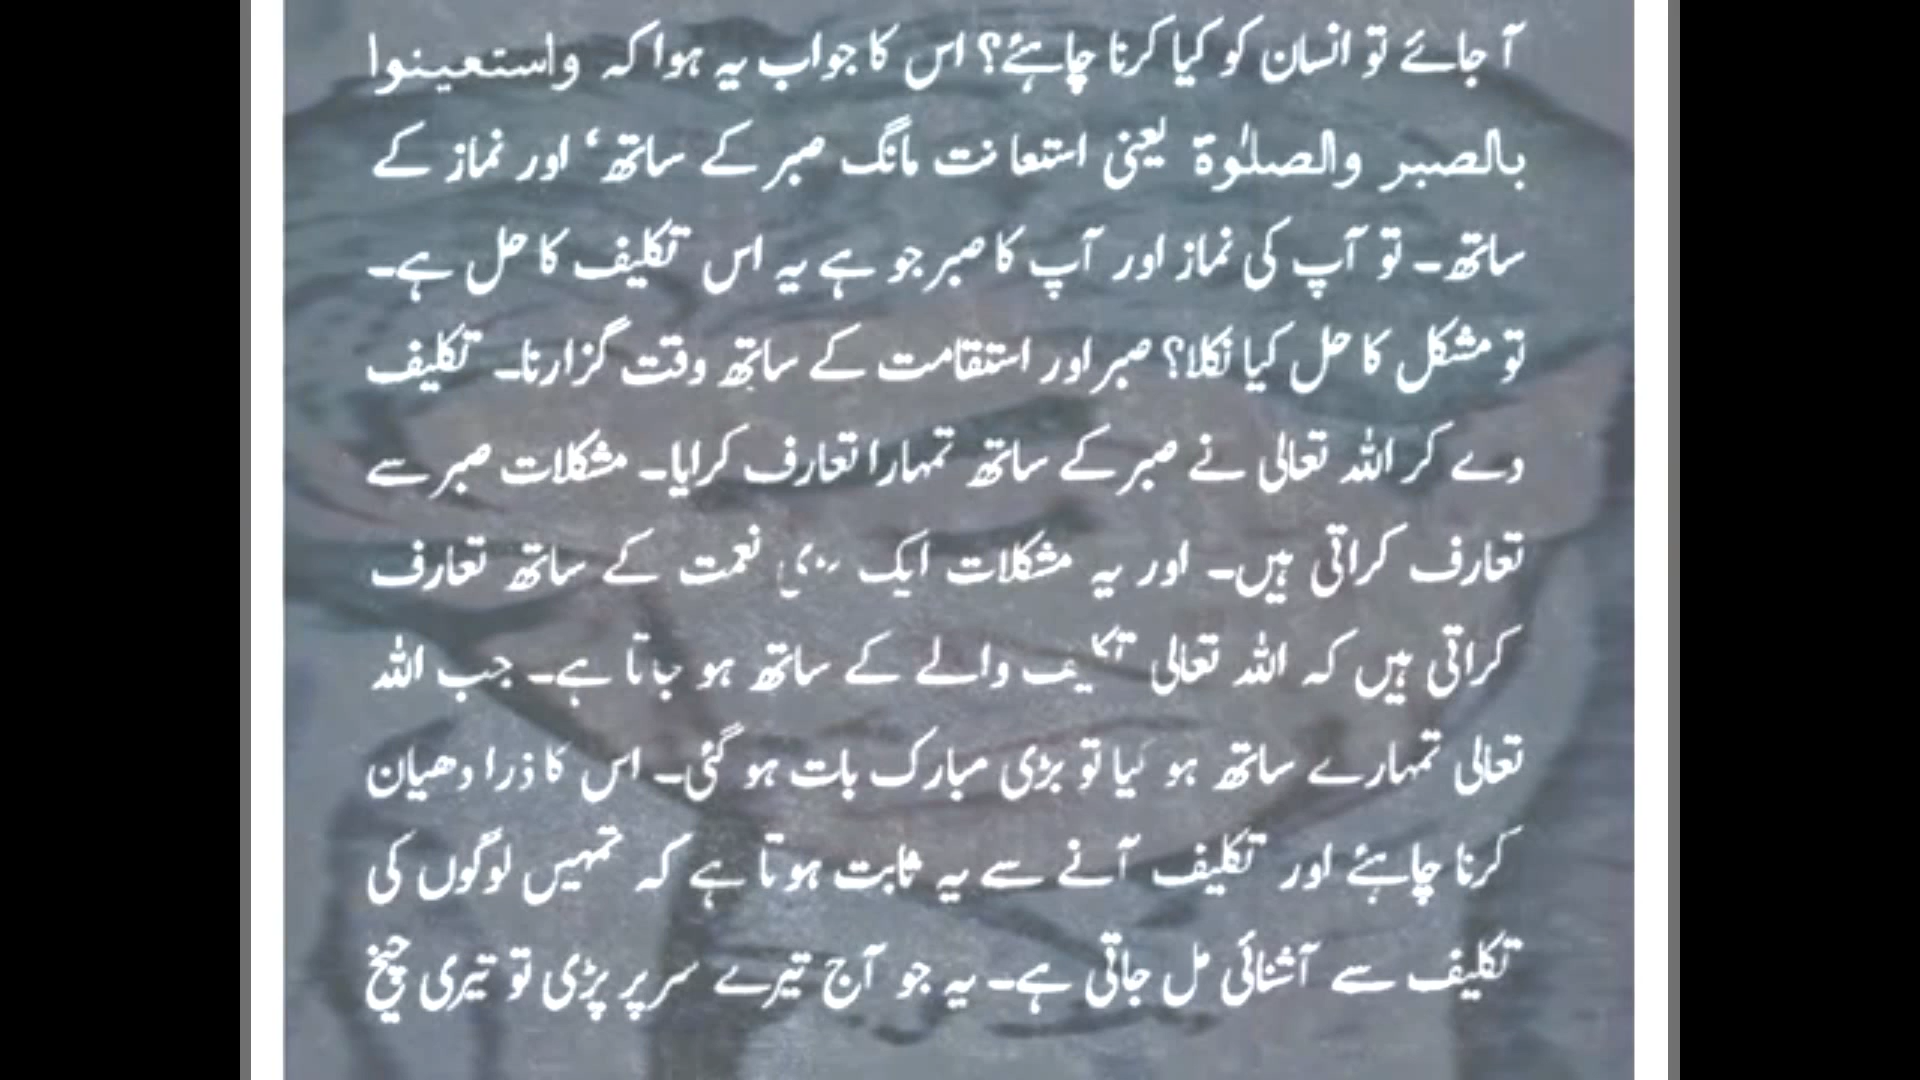 آ جائے تو انسان کو کیا کرنا چاہئے؟ اس کا جواب یہ ہوا کہ واستعینوا
بالصبر والصلٰوۃ یعنی استعانت مانگ صبر کے ساتھ‘ اور نماز کے
ساتھ۔ تو آپ کی نماز اور آپ کا صبر جو ہے یہ اس تکلیف کا حل ہے۔
تو مشکل کا حل کیا نکلا؟ صبر اور استقامت کے ساتھ وقت گزارنا۔ تکلیف
دے کر اللہ تعالی نے صبر کے ساتھ تمہارا تعارف کرایا۔ مشکلات صبر سے
تعارف کراتی ہیں۔ اور یہ مشکلات ایک نعمت کے ساتھ تعارف
کراتی ہیں کہ اللہ تعالی تکلیف والے کے ساتھ ہو جاتا ہے۔ جب اللہ
تعالی تمہارے ساتھ ہو گیا تو بڑی مبارک بات ہو گئی۔ اس کا ذرا دھیان
کرنا چاہئے اور تکلیف آنے سے یہ ثابت ہوتا ہے کہ تمہیں لوگوں کی
تکلیف سے آشنائی مل جاتی ہے۔ یہ جو آج تیرے سر پر پڑی تو تیری چیخ